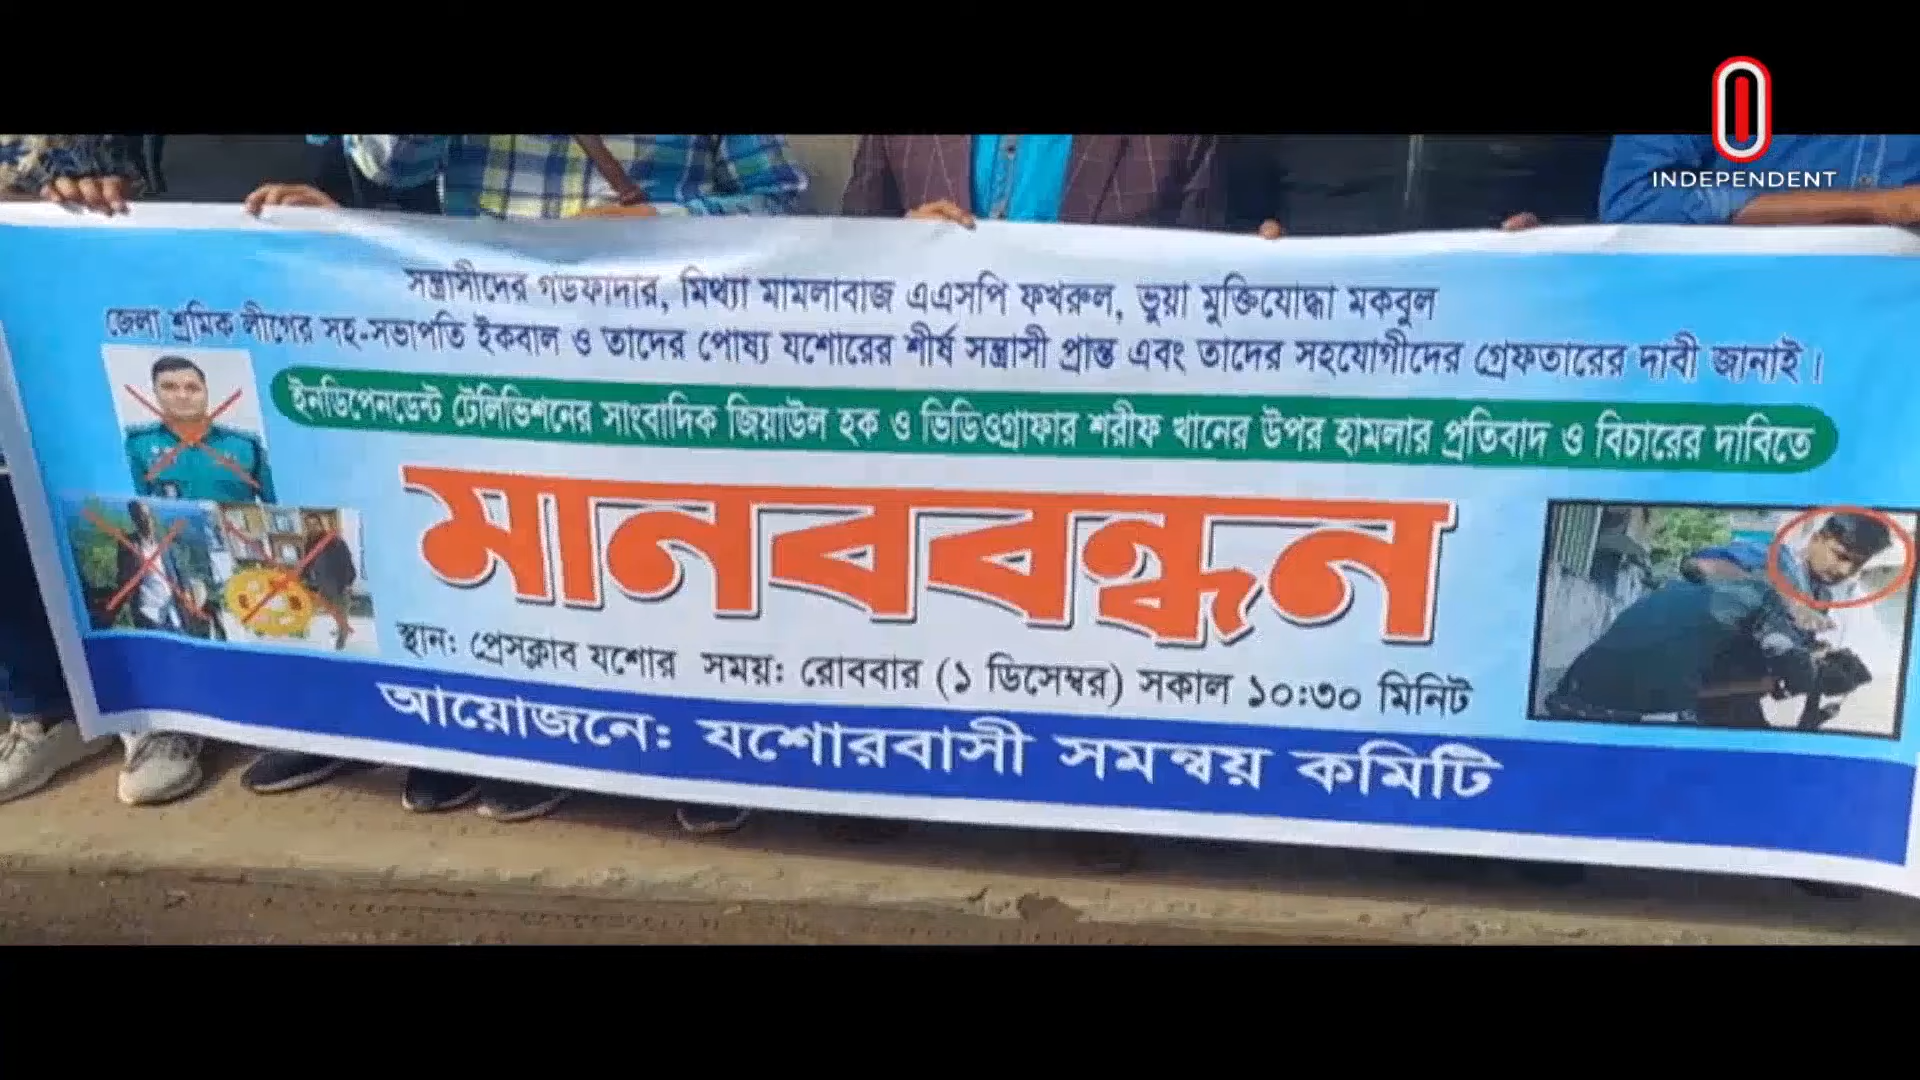 INDEPENDENT
সন্ত্রাসীদের গডফাদার, মিথ্যা মামলাবাজ এএসপি ফখরুল, ভুয়া মুক্তিযোদ্ধা মকবুল
জেলা শ্রমিক লীগের সহ-সভাপতি ইকবাল ও তাদের পোষ্য যশোরের শীর্ষ সন্ত্রাসী প্রান্ত এবং তাদের সহযোগীদের গ্রেফতারের দাবী জানাই।
ইনডিপেনডেন্ট টেলিভিশনের সাংবাদিক জিয়াউল হক ও ভিডিওগ্রাফার শরীফ খানের উপর হামলার প্রতিবাদ ও বিচারের দাবিতে
মানববন্ধন
স্থান: প্রেসক্লাব যশোর সময়: রোববার (১ ডিসেম্বর) সকাল ১০:৩০ মিনিট
আয়োজনে: যশোরবাসী সমন্বয় কমিটি